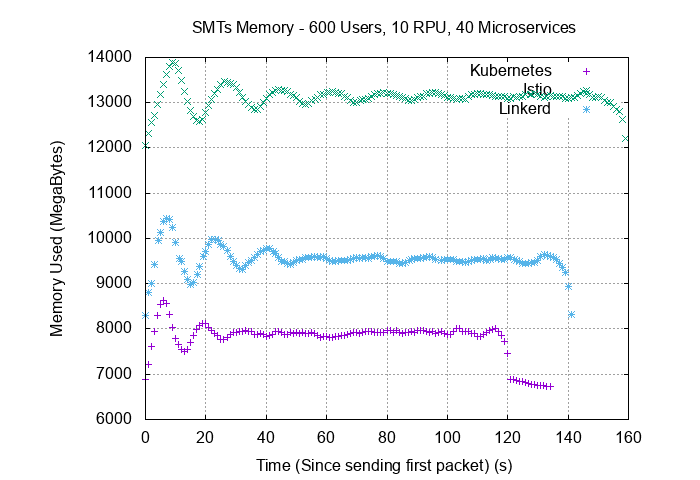 SMTs Memory - 600 Users, 10 RPU, 40 Microservices
14000
13000
12000
11000
10000
9000
8000
7000
6000
Memory Used (MegaBytes)
Kubernetes
Istio
Linkerd
0 20 40 60 80 100 120 140 160
Time (Since sending first packet) (s)